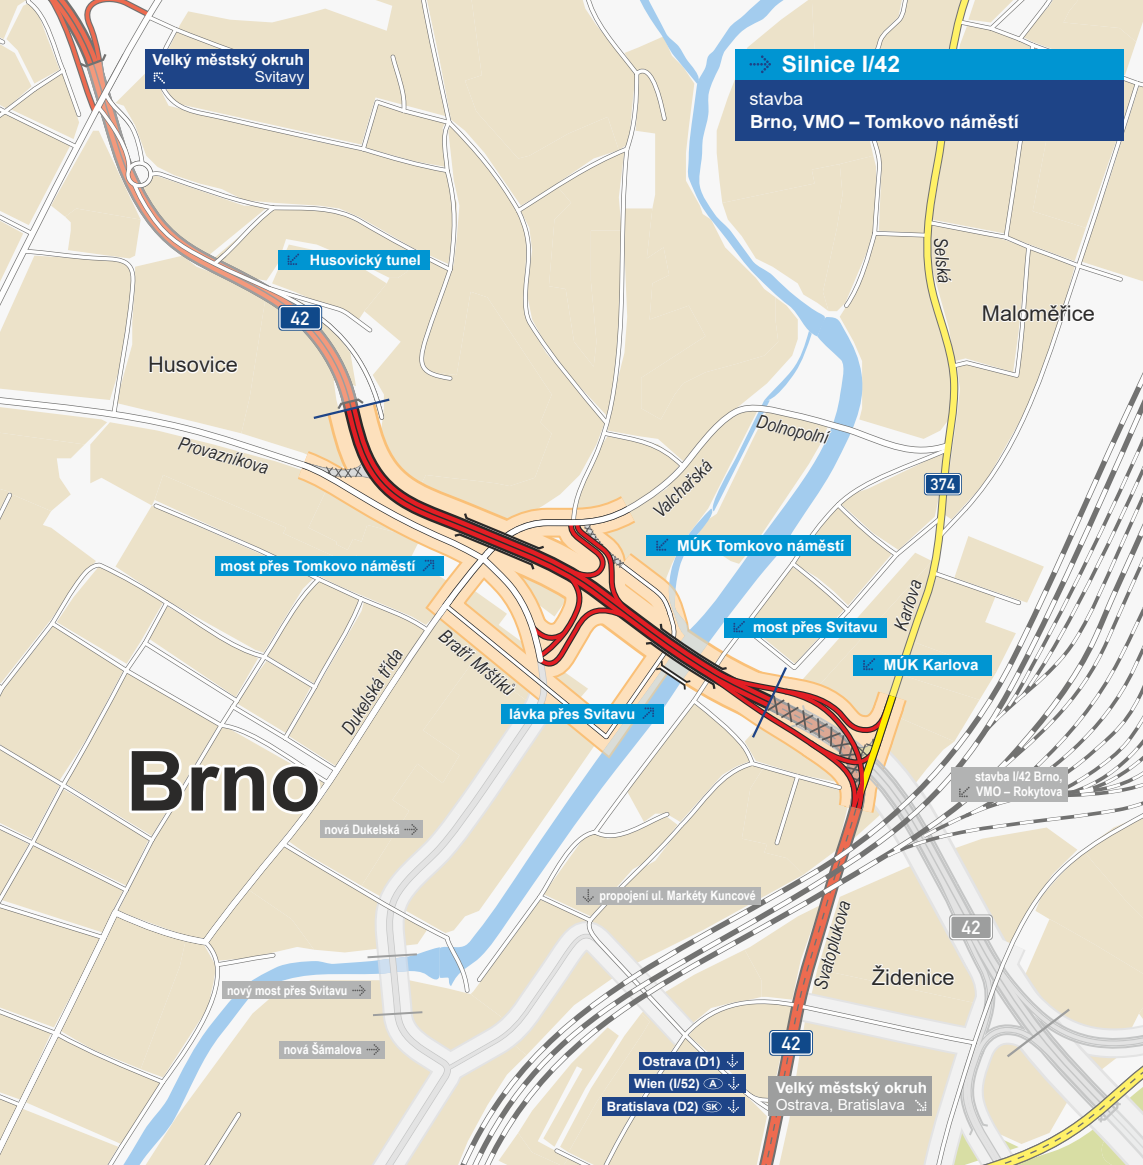 Velký městský okruh
Svitavy
Silnice I/42
stavba
Brno, VMO – Tomkovo náměstí
Husovický tunel
Selská
42
Maloměřice
Husovice
Provazníkova
Dolnopolní
Valchařská
374
most přes Tomkovo náměstí
MÚK Tomkovo náměstí
Karlova
most přes Svitavu
MÚK Karlova
Bratří Mrštíků
Dukelská třída
lávka přes Svitavu
Brno
stavba I/42 Brno,
VMO – Rokytova
nová Dukelská
propojení ul. Markéty Kuncové
42
Svatoplukova
Židenice
nový most přes Svitavu
nová Šámalova
42
Ostrava (D1)
Wien (I/52) A
Bratislava (D2) SK
Velký městský okruh
Ostrava, Bratislava